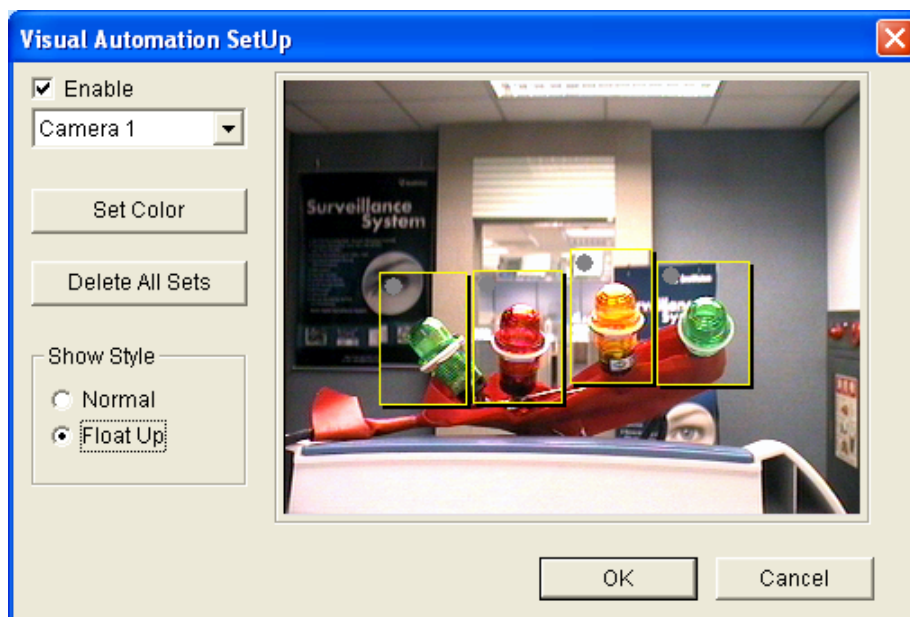 Visual Automation SetUp
Enable
Camera 1
Set Color
Delete All Sets
Show Style
Normal
Float Up
Surveillance
System
OK
Cancel